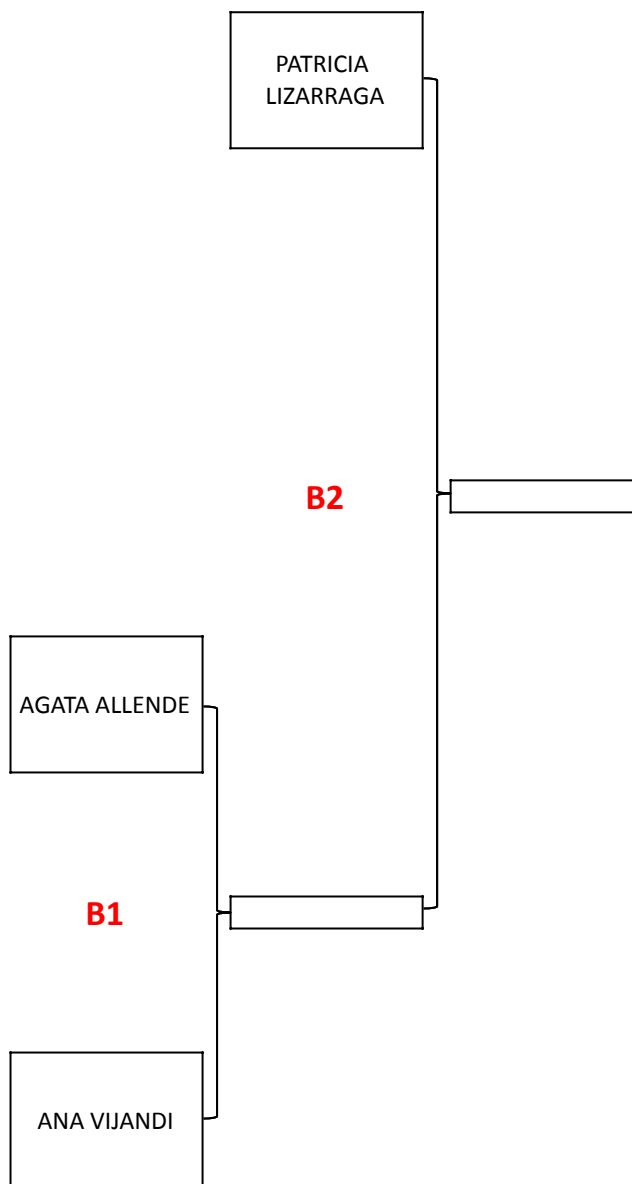 PATRICIA
LIZARRAGA
B2
AGATA ALLENDE
B1
ANA VIJANDI